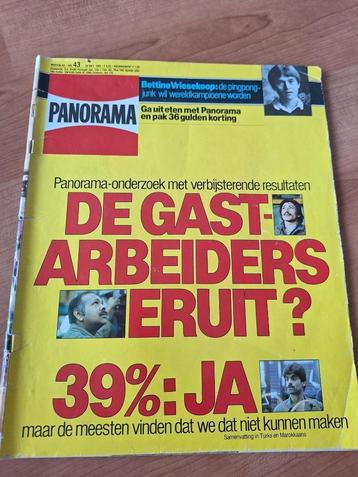 43
Bettine Vriesekoop: de pingpong-
junk wil wereldkampioene worden
PANORAMA
Ga uit eten met Panorama
en pak 36 gulden korting
Panorama-onderzoek met verbijsterende resultaten
DE GAST-
ARBEIDERS
ERUIT?
39%: JA
maar de meesten vinden dat we dat niet kunnen maken
Samenvatting in Turks en Marokkaans